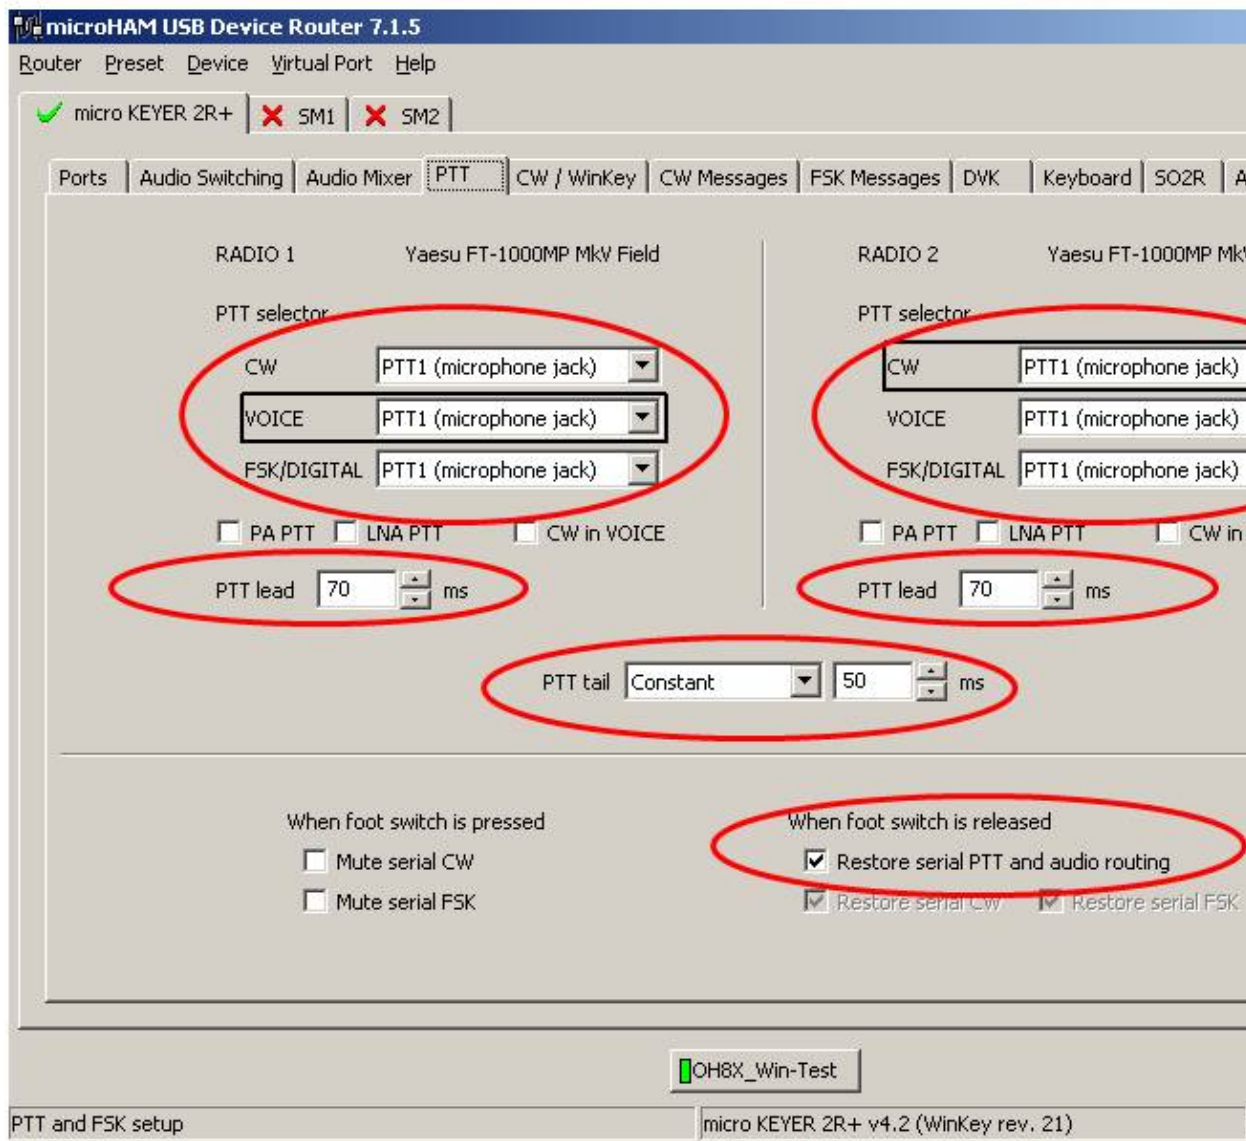 microHAM USB Device Router 7.1.5
Router Preset Device Virtual Port Help
micro KEYER 2R+ SM1 SM2
Ports Audio Switching Audio Mixer PTT CW / WinKey CW Messages FSK Messages DVK Keyboard SO2R A
RADIO 1 Yaesu FT-1000MP MkV Field RADIO 2 Yaesu FT-1000MP MkV
PTT selector PTT selector
CW PTT1 (microphone jack) CW PTT1 (microphone jack)
VOICE PTT1 (microphone jack) VOICE PTT1 (microphone jack)
FSK/DIGITAL PTT1 (microphone jack) FSK/DIGITAL PTT1 (microphone jack)
PA PTT LNA PTT CW in VOICE PA PTT LNA PTT CW in
PTT lead 70 ms PTT lead 70 ms
PTT tail Constant 50 ms
When foot switch is pressed When foot switch is released
Mute serial CW Restore serial PTT and audio routing
Mute serial FSK Restore serial CW Restore serial FSK
OH8X_Win-Test
PTT and FSK setup micro KEYER 2R+ v4.2 (WinKey rev. 21)